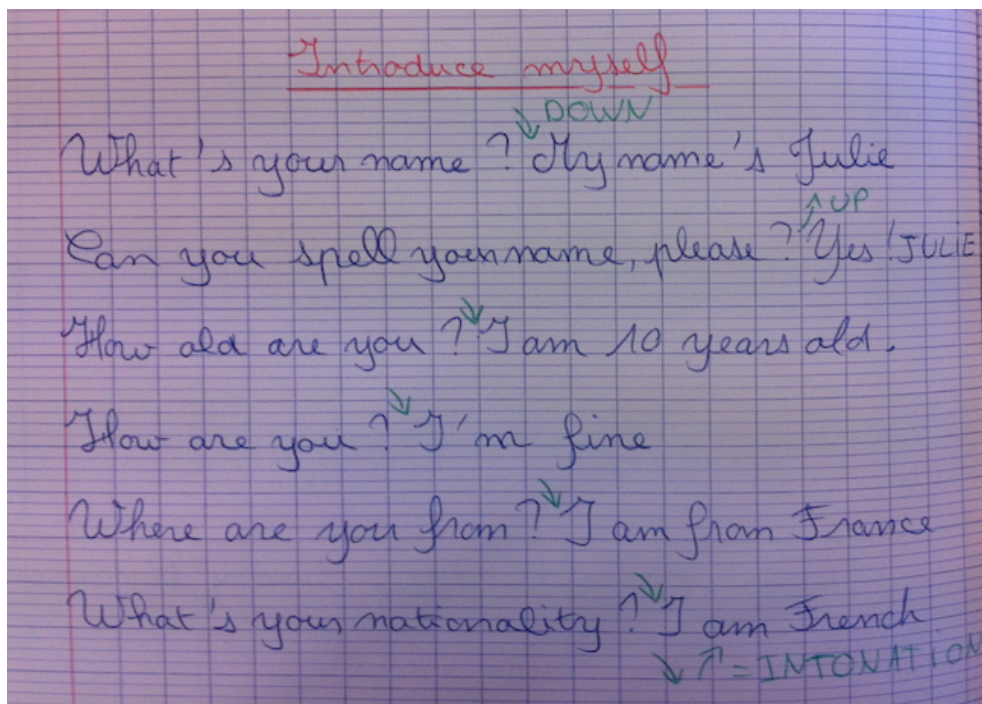 Introduce myself
↓ DOWN
What's your name ? My name's Julie
↑ UP
Can you spell your name, please ? Yes ! JULIE
↓
How old are you ? I am 10 years old.
↓
How are you ? I'm fine
↓
Where are you from ? I am from France
↓
What's your nationality ? I am French
↓ ↑ = INTONATION